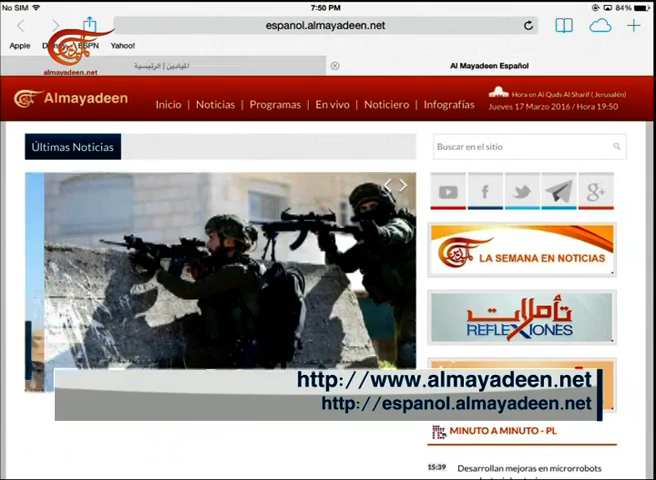 No SIM
7:50 PM
84%
espanol.almayadeen.net
Apple
ESPN
Yahoo!
almayadeen.net
الميادين | الرئيسية
Al Mayadeen Español
Almayadeen
Inicio | Noticias | Programas | En vivo | Noticiero | Infografías
Hora en Al Quds Al Sharif ( Jerusalén)
Jueves 17 Marzo 2016 / Hora 19:50
Últimas Noticias
Buscar en el sitio
g+
LA SEMANA EN NOTICIAS
تأملات
REFLEXIONES
http://www.almayadeen.net
http://espanol.almayadeen.net
MINUTO A MINUTO - PL
15:39
Desarrollan mejoras en microrrobots